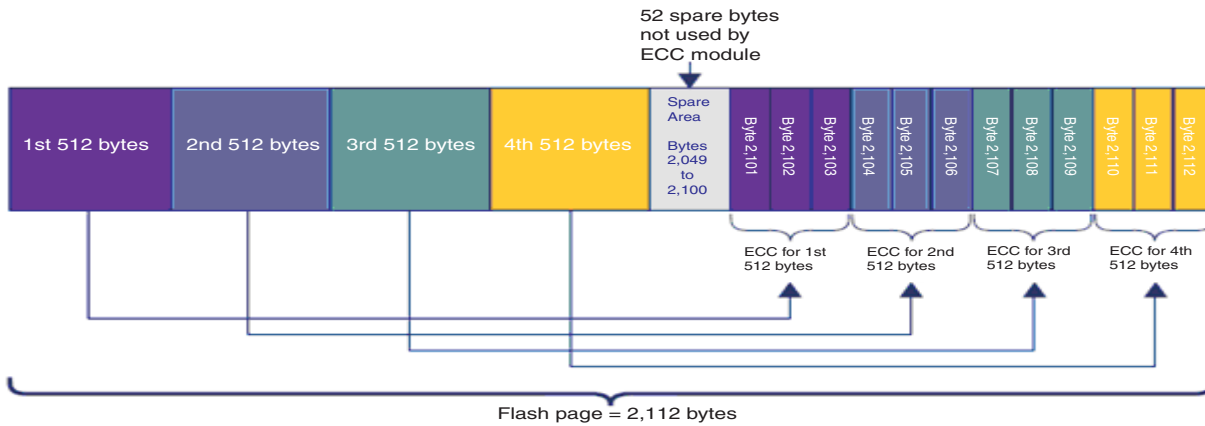 52 spare bytes
not used by
ECC module
1st 512 bytes
2nd 512 bytes
3rd 512 bytes
4th 512 bytes
Spare
Area
Bytes
2,049
to
2,100
Byte 2,101
Byte 2,102
Byte 2,103
Byte 2,104
Byte 2,105
Byte 2,106
Byte 2,107
Byte 2,108
Byte 2,109
Byte 2,110
Byte 2,111
Byte 2,112
ECC for 1st
512 bytes
ECC for 2nd
512 bytes
ECC for 3rd
512 bytes
ECC for 4th
512 bytes
Flash page = 2,112 bytes